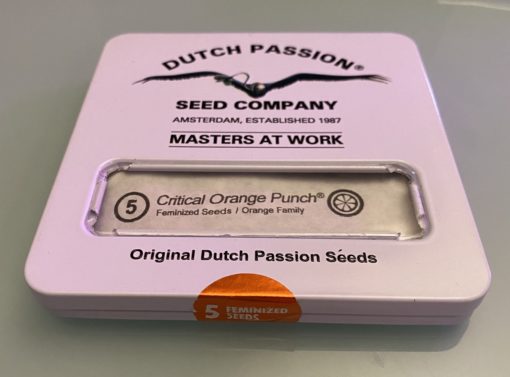 DUTCH PASSION®
SEED COMPANY
AMSTERDAM, ESTABLISHED 1987
MASTERS AT WORK
5 Critical Orange Punch®
Feminized Seeds / Orange Family
Original Dutch Passion Seeds
5 FEMINIZED
SEEDS